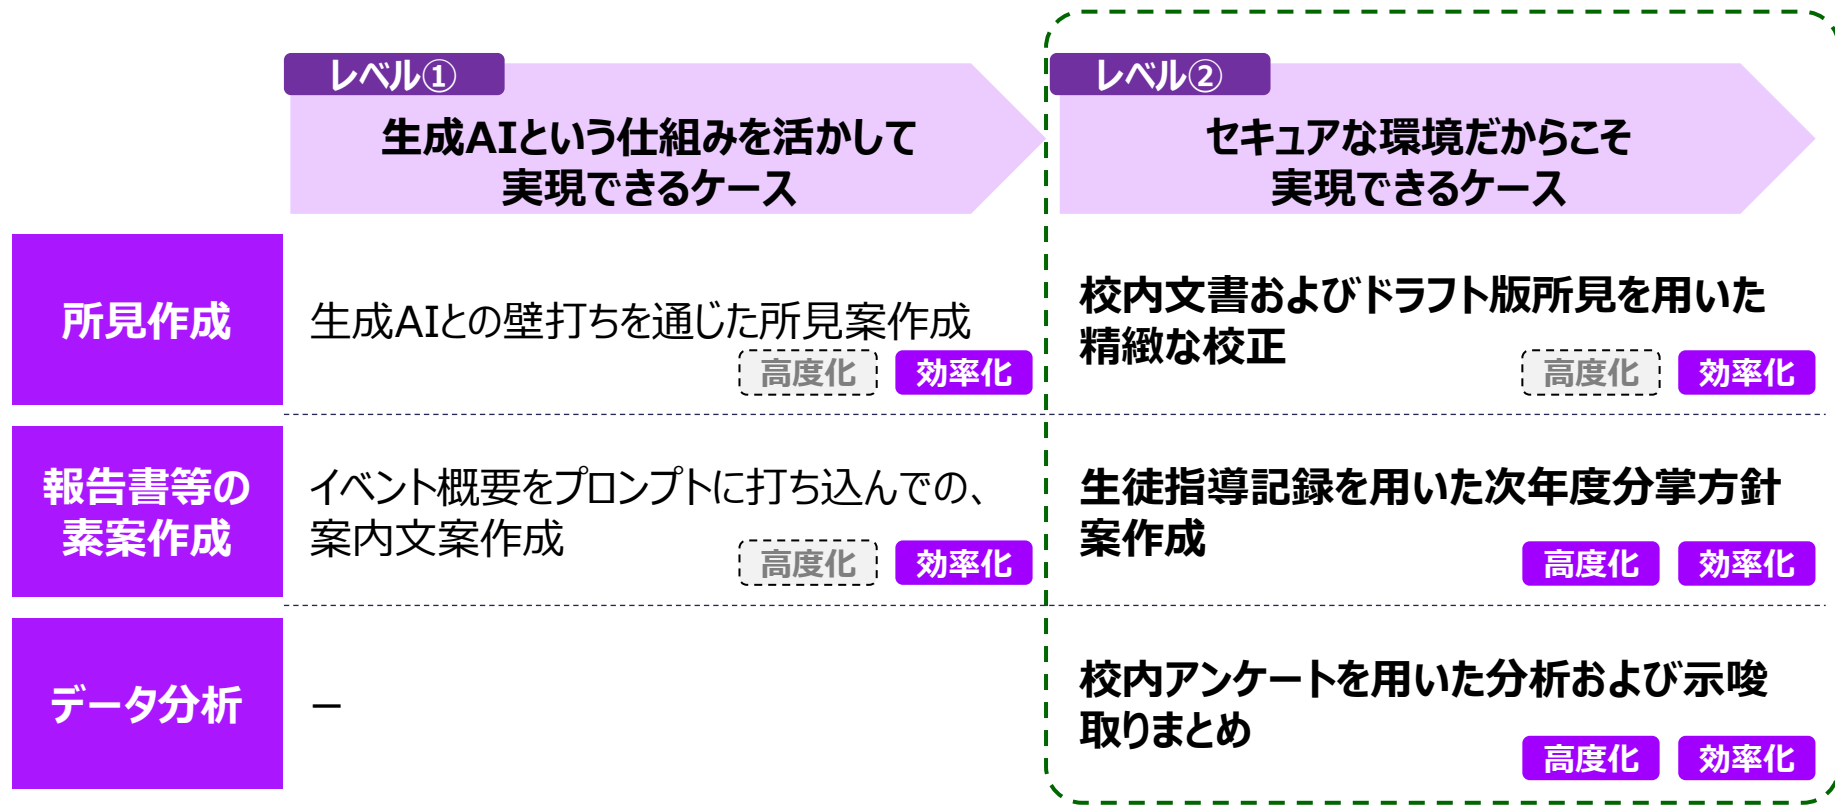 レベル①
生成AIという仕組みを活かして
実現できるケース
レベル②
セキュアな環境だからこそ
実現できるケース
所見作成
生成AIとの壁打ちを通じた所見案作成
高度化
効率化
校内文書およびドラフト版所見を用いた
精緻な校正
高度化
効率化
報告書等の
素案作成
イベント概要をプロンプトに打ち込んでの、
案内文案作成
高度化
効率化
生徒指導記録を用いた次年度分掌方針
案作成
高度化
効率化
データ分析
－
校内アンケートを用いた分析および示唆
取りまとめ
高度化
効率化